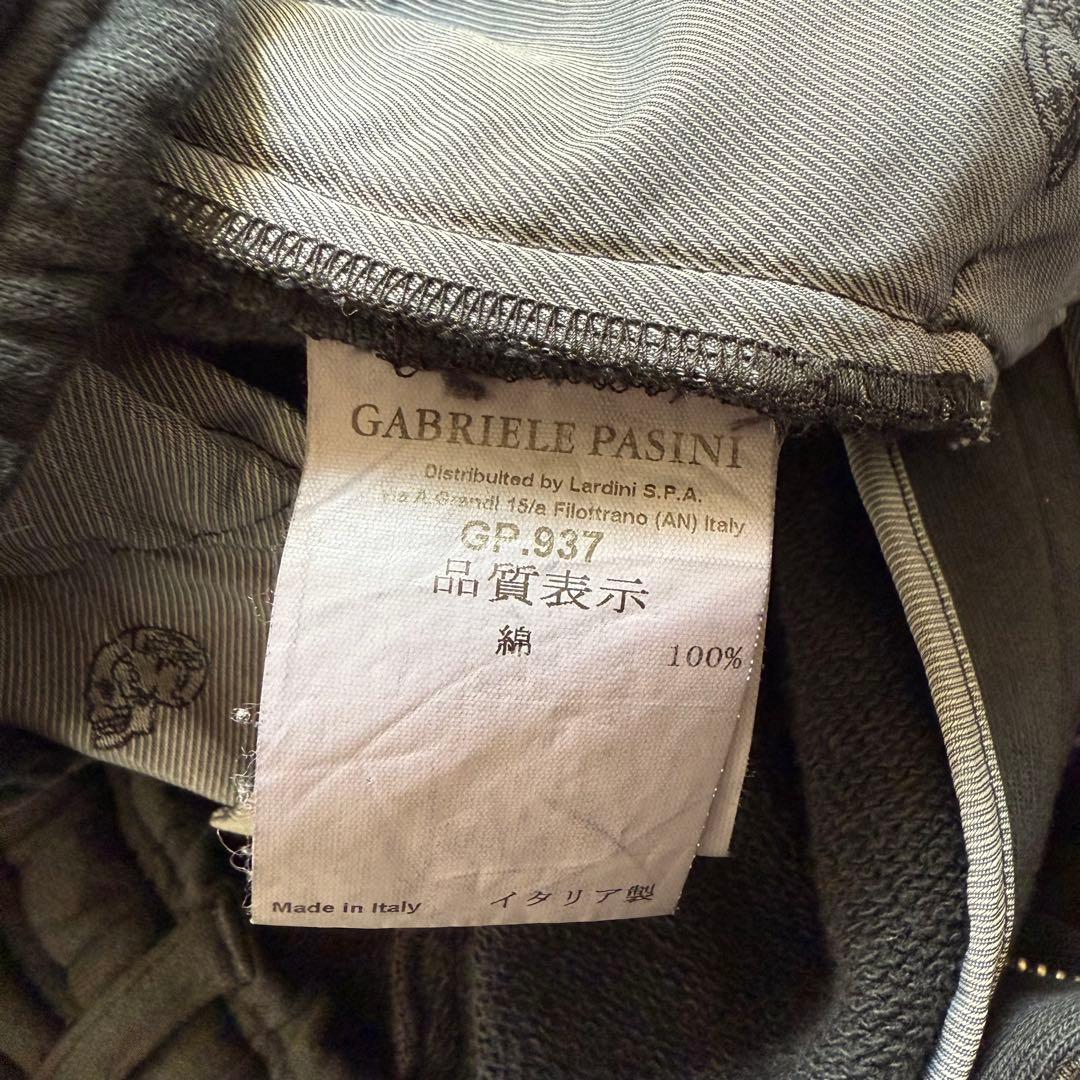 GABRIELE PASINI
Distribuited by Lardini S.P.A.
Via A.Grandi 15/a Filottrano (AN) Italy
GP.937
品質表示
綿 100%
Made in Italy イタリア製